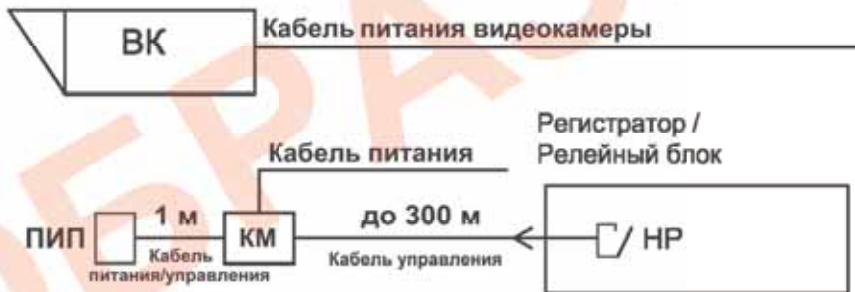 ВК
Кабель питания видеокамеры
Регистратор /
Релейный блок
Кабель питания
ПИП
1 м
Кабель
питания/управления
КМ
до 300 м
Кабель управления
НР
ОБРАЗ